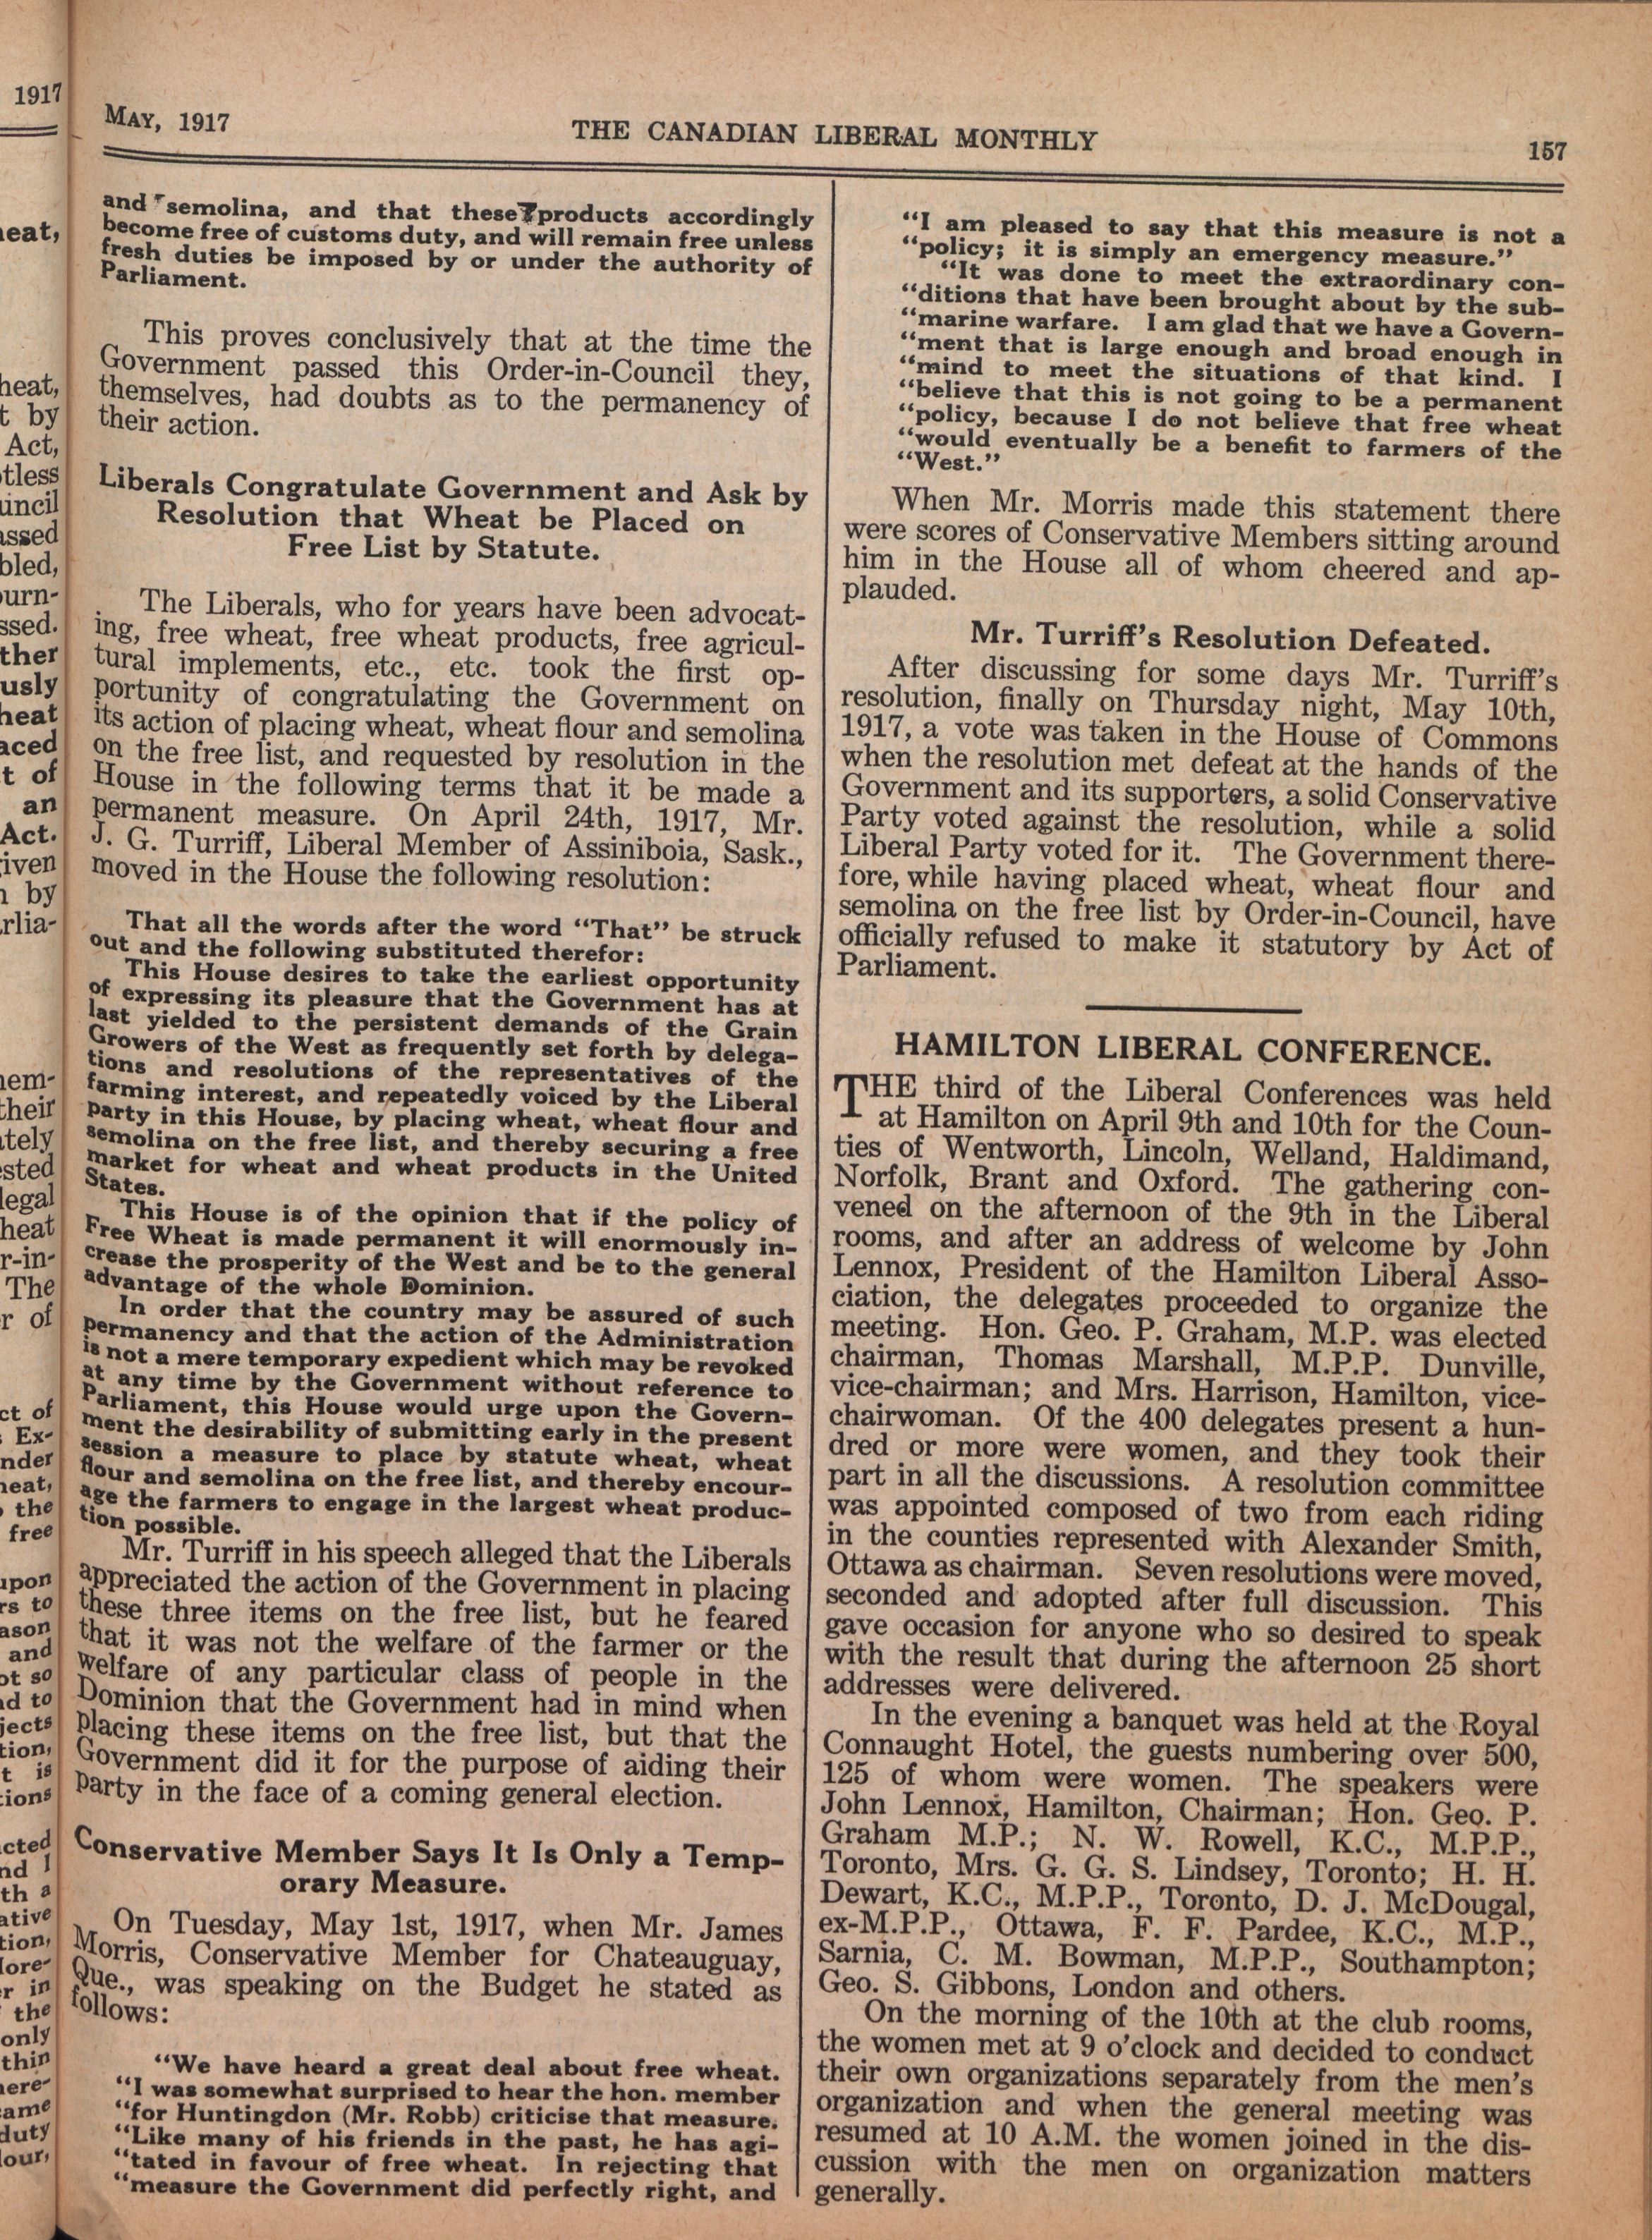 1917
MAY, 1917
THE CANADIAN LIBERAL MONTHLY
157
and semolina, and that these products accordingly
become free of customs duty, and will remain free unless
fresh duties be imposed by or under the authority of
Parliament.
This proves conclusively that at the time the
Government passed this Order-in-Council they,
themselves, had doubts as to the permanency of
their action.
Liberals Congratulate Government and Ask by
Resolution that Wheat be Placed on
Free List by Statute.
The Liberals, who for years have been advocat-
ing, free wheat, free wheat products, free agricul-
tural implements, etc., etc. took the first op-
portunity of congratulating the Government on
its action of placing wheat, wheat flour and semolina
on the free list, and requested by resolution in the
House in the following terms that it be made a
permanent measure. On April 24th, 1917, Mr.
J. G. Turriff, Liberal Member of Assiniboia, Sask.,
moved in the House the following resolution:
That all the words after the word "That" be struck
out and the following substituted therefor:
This House desires to take the earliest opportunity
of expressing its pleasure that the Government has at
last yielded to the persistent demands of the Grain
Growers of the West as frequently set forth by delega-
tions and resolutions of the representatives of the
farming interest, and repeatedly voiced by the Liberal
party in this House, by placing wheat, wheat flour and
semolina on the free list, and thereby securing a free
market for wheat and wheat products in the United
States.
This House is of the opinion that if the policy of
Free Wheat is made permanent it will enormously in-
crease the prosperity of the West and be to the general
advantage of the whole Dominion.
In order that the country may be assured of such
permanency and that the action of the Administration
is not a mere temporary expedient which may be revoked
at any time by the Government without reference to
Parliament, this House would urge upon the Govern-
ment the desirability of submitting early in the present
session a measure to place by statute wheat, wheat
flour and semolina on the free list, and thereby encour-
age the farmers to engage in the largest wheat produc-
tion possible.
Mr. Turriff in his speech alleged that the Liberals
appreciated the action of the Government in placing
these three items on the free list, but he feared
that it was not the welfare of the farmer or the
welfare of any particular class of people in the
Dominion that the Government had in mind when
placing these items on the free list, but that the
Government did it for the purpose of aiding their
party in the face of a coming general election.
Conservative Member Says It Is Only a Temp-
orary Measure.
On Tuesday, May 1st, 1917, when Mr. James
Morris, Conservative Member for Chateauguay,
Que., was speaking on the Budget he stated as
follows:
"We have heard a great deal about free wheat.
"I was somewhat surprised to hear the hon. member
"for Huntingdon (Mr. Robb) criticise that measure.
"Like many of his friends in the past, he has agi-
"tated in favour of free wheat. In rejecting that
"measure the Government did perfectly right, and
"I am pleased to say that this measure is not a
"policy; it is simply an emergency measure."
"It was done to meet the extraordinary con-
"ditions that have been brought about by the sub-
"marine warfare. I am glad that we have a Govern-
"ment that is large enough and broad enough in
"mind to meet the situations of that kind. I
"believe that this is not going to be a permanent
"policy, because I do not believe that free wheat
"would eventually be a benefit to farmers of the
"West."
When Mr. Morris made this statement there
were scores of Conservative Members sitting around
him in the House all of whom cheered and ap-
plauded.
Mr. Turriff's Resolution Defeated.
After discussing for some days Mr. Turriff's
resolution, finally on Thursday night, May 10th,
1917, a vote was taken in the House of Commons
when the resolution met defeat at the hands of the
Government and its supporters, a solid Conservative
Party voted against the resolution, while a solid
Liberal Party voted for it. The Government there-
fore, while having placed wheat, wheat flour and
semolina on the free list by Order-in-Council, have
officially refused to make it statutory by Act of
Parliament.
HAMILTON LIBERAL CONFERENCE.
THE third of the Liberal Conferences was held
at Hamilton on April 9th and 10th for the Coun-
ties of Wentworth, Lincoln, Welland, Haldimand,
Norfolk, Brant and Oxford. The gathering con-
vened on the afternoon of the 9th in the Liberal
rooms, and after an address of welcome by John
Lennox, President of the Hamilton Liberal Asso-
ciation, the delegates proceeded to organize the
meeting. Hon. Geo. P. Graham, M.P. was elected
chairman, Thomas Marshall, M.P.P. Dunville,
vice-chairman; and Mrs. Harrison, Hamilton, vice-
chairwoman. Of the 400 delegates present a hun-
dred or more were women, and they took their
part in all the discussions. A resolution committee
was appointed composed of two from each riding
in the counties represented with Alexander Smith,
Ottawa as chairman. Seven resolutions were moved,
seconded and adopted after full discussion. This
gave occasion for anyone who so desired to speak
with the result that during the afternoon 25 short
addresses were delivered.
In the evening a banquet was held at the Royal
Connaught Hotel, the guests numbering over 500,
125 of whom were women. The speakers were
John Lennox, Hamilton, Chairman; Hon. Geo. P.
Graham M.P.; N. W. Rowell, K.C., M.P.P.,
Toronto, Mrs. G. G. S. Lindsey, Toronto; H. H.
Dewart, K.C., M.P.P., Toronto, D. J. McDougal,
ex-M.P.P., Ottawa, F. F. Pardee, K.C., M.P.,
Sarnia, C. M. Bowman, M.P.P., Southampton;
Geo. S. Gibbons, London and others.
On the morning of the 10th at the club rooms,
the women met at 9 o'clock and decided to conduct
their own organizations separately from the men's
organization and when the general meeting was
resumed at 10 A.M. the women joined in the dis-
cussion with the men on organization matters
generally.